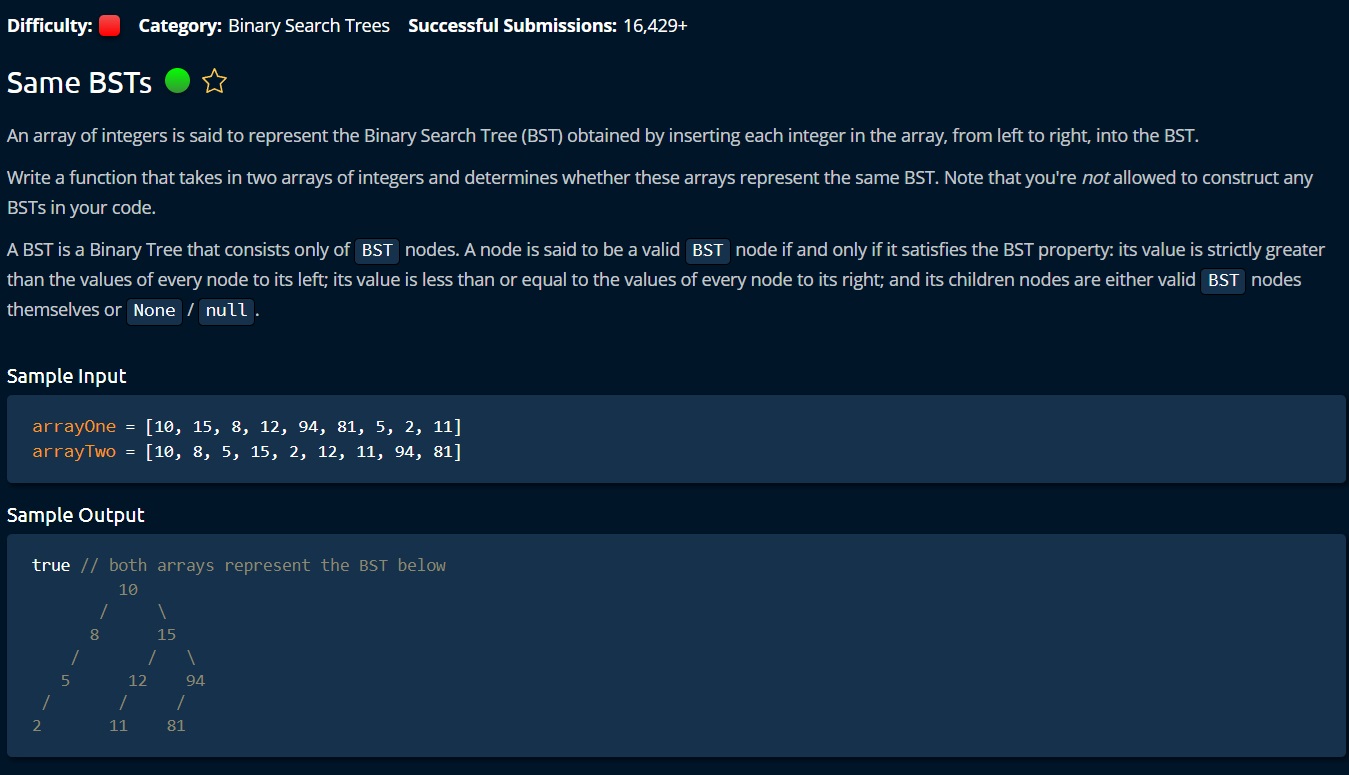 Difficulty: Category: Binary Search Trees Successful Submissions: 16,429+
Same BSTs
An array of integers is said to represent the Binary Search Tree (BST) obtained by inserting each integer in the array, from left to right, into the BST.
Write a function that takes in two arrays of integers and determines whether these arrays represent the same BST. Note that you're not allowed to construct any
BSTs in your code.
A BST is a Binary Tree that consists only of BST nodes. A node is said to be a valid BST node if and only if it satisfies the BST property: its value is strictly greater
than the values of every node to its left; its value is less than or equal to the values of every node to its right; and its children nodes are either valid BST nodes
themselves or None / null.
Sample Input
arrayOne = [10, 15, 8, 12, 94, 81, 5, 2, 11]
arrayTwo = [10, 8, 5, 15, 2, 12, 11, 94, 81]
Sample Output
true // both arrays represent the BST below
10
/ \
8 15
/ / \
5 12 94
/ / /
2 11 81